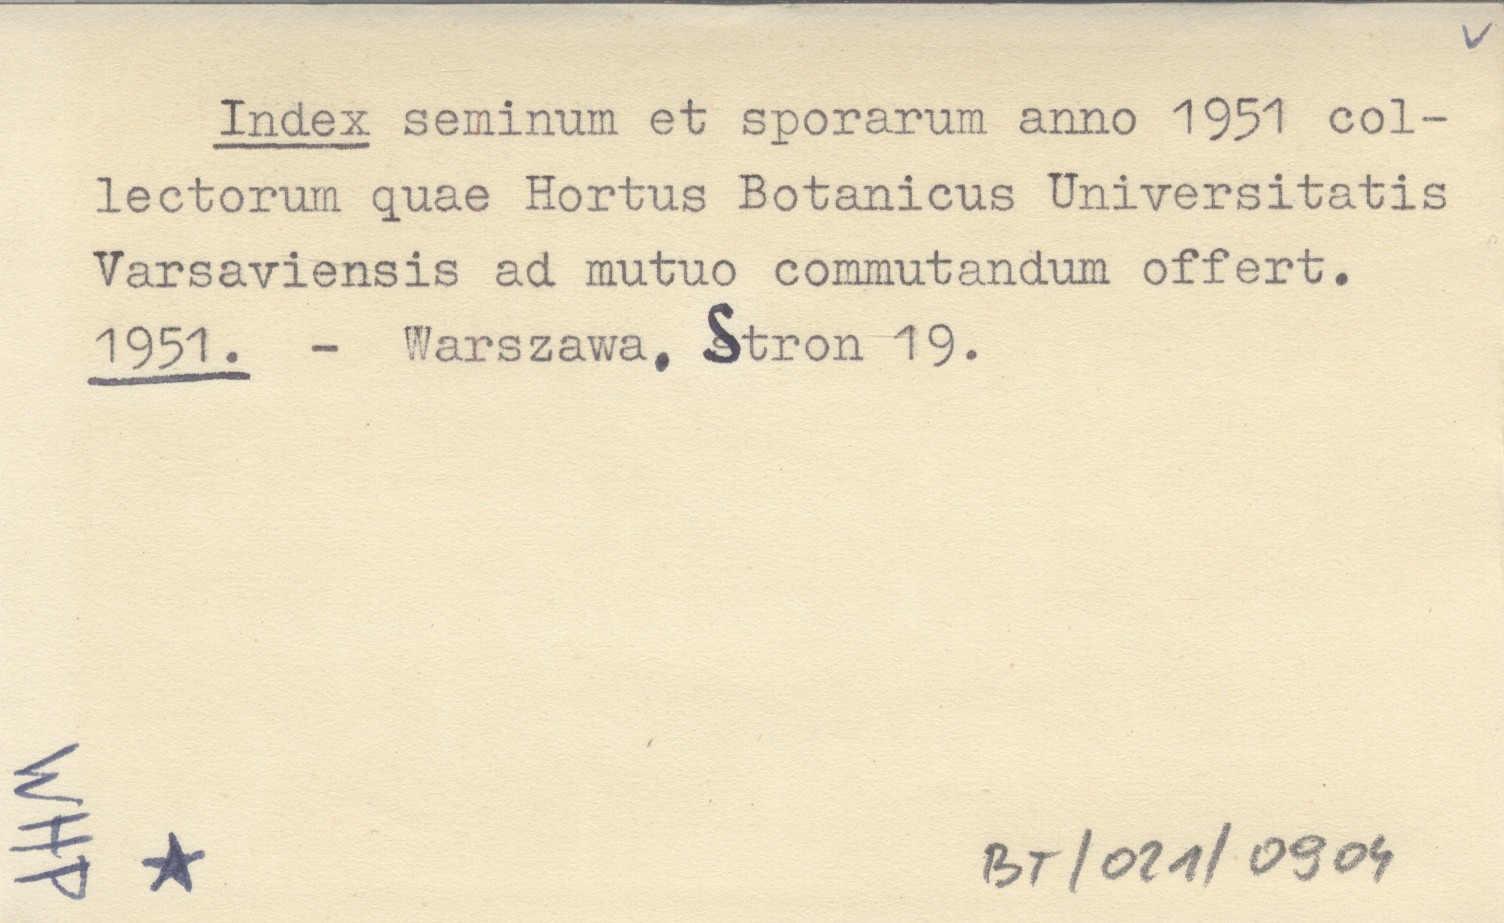 Index seminum et sporarum anno 1951 col-
lectorum quae Hortus Botanicus Universitatis
Varsaviensis ad mutuo commutandum offert.
1951. - Warszawa. Stron 19.
WHP
BT/021/0904